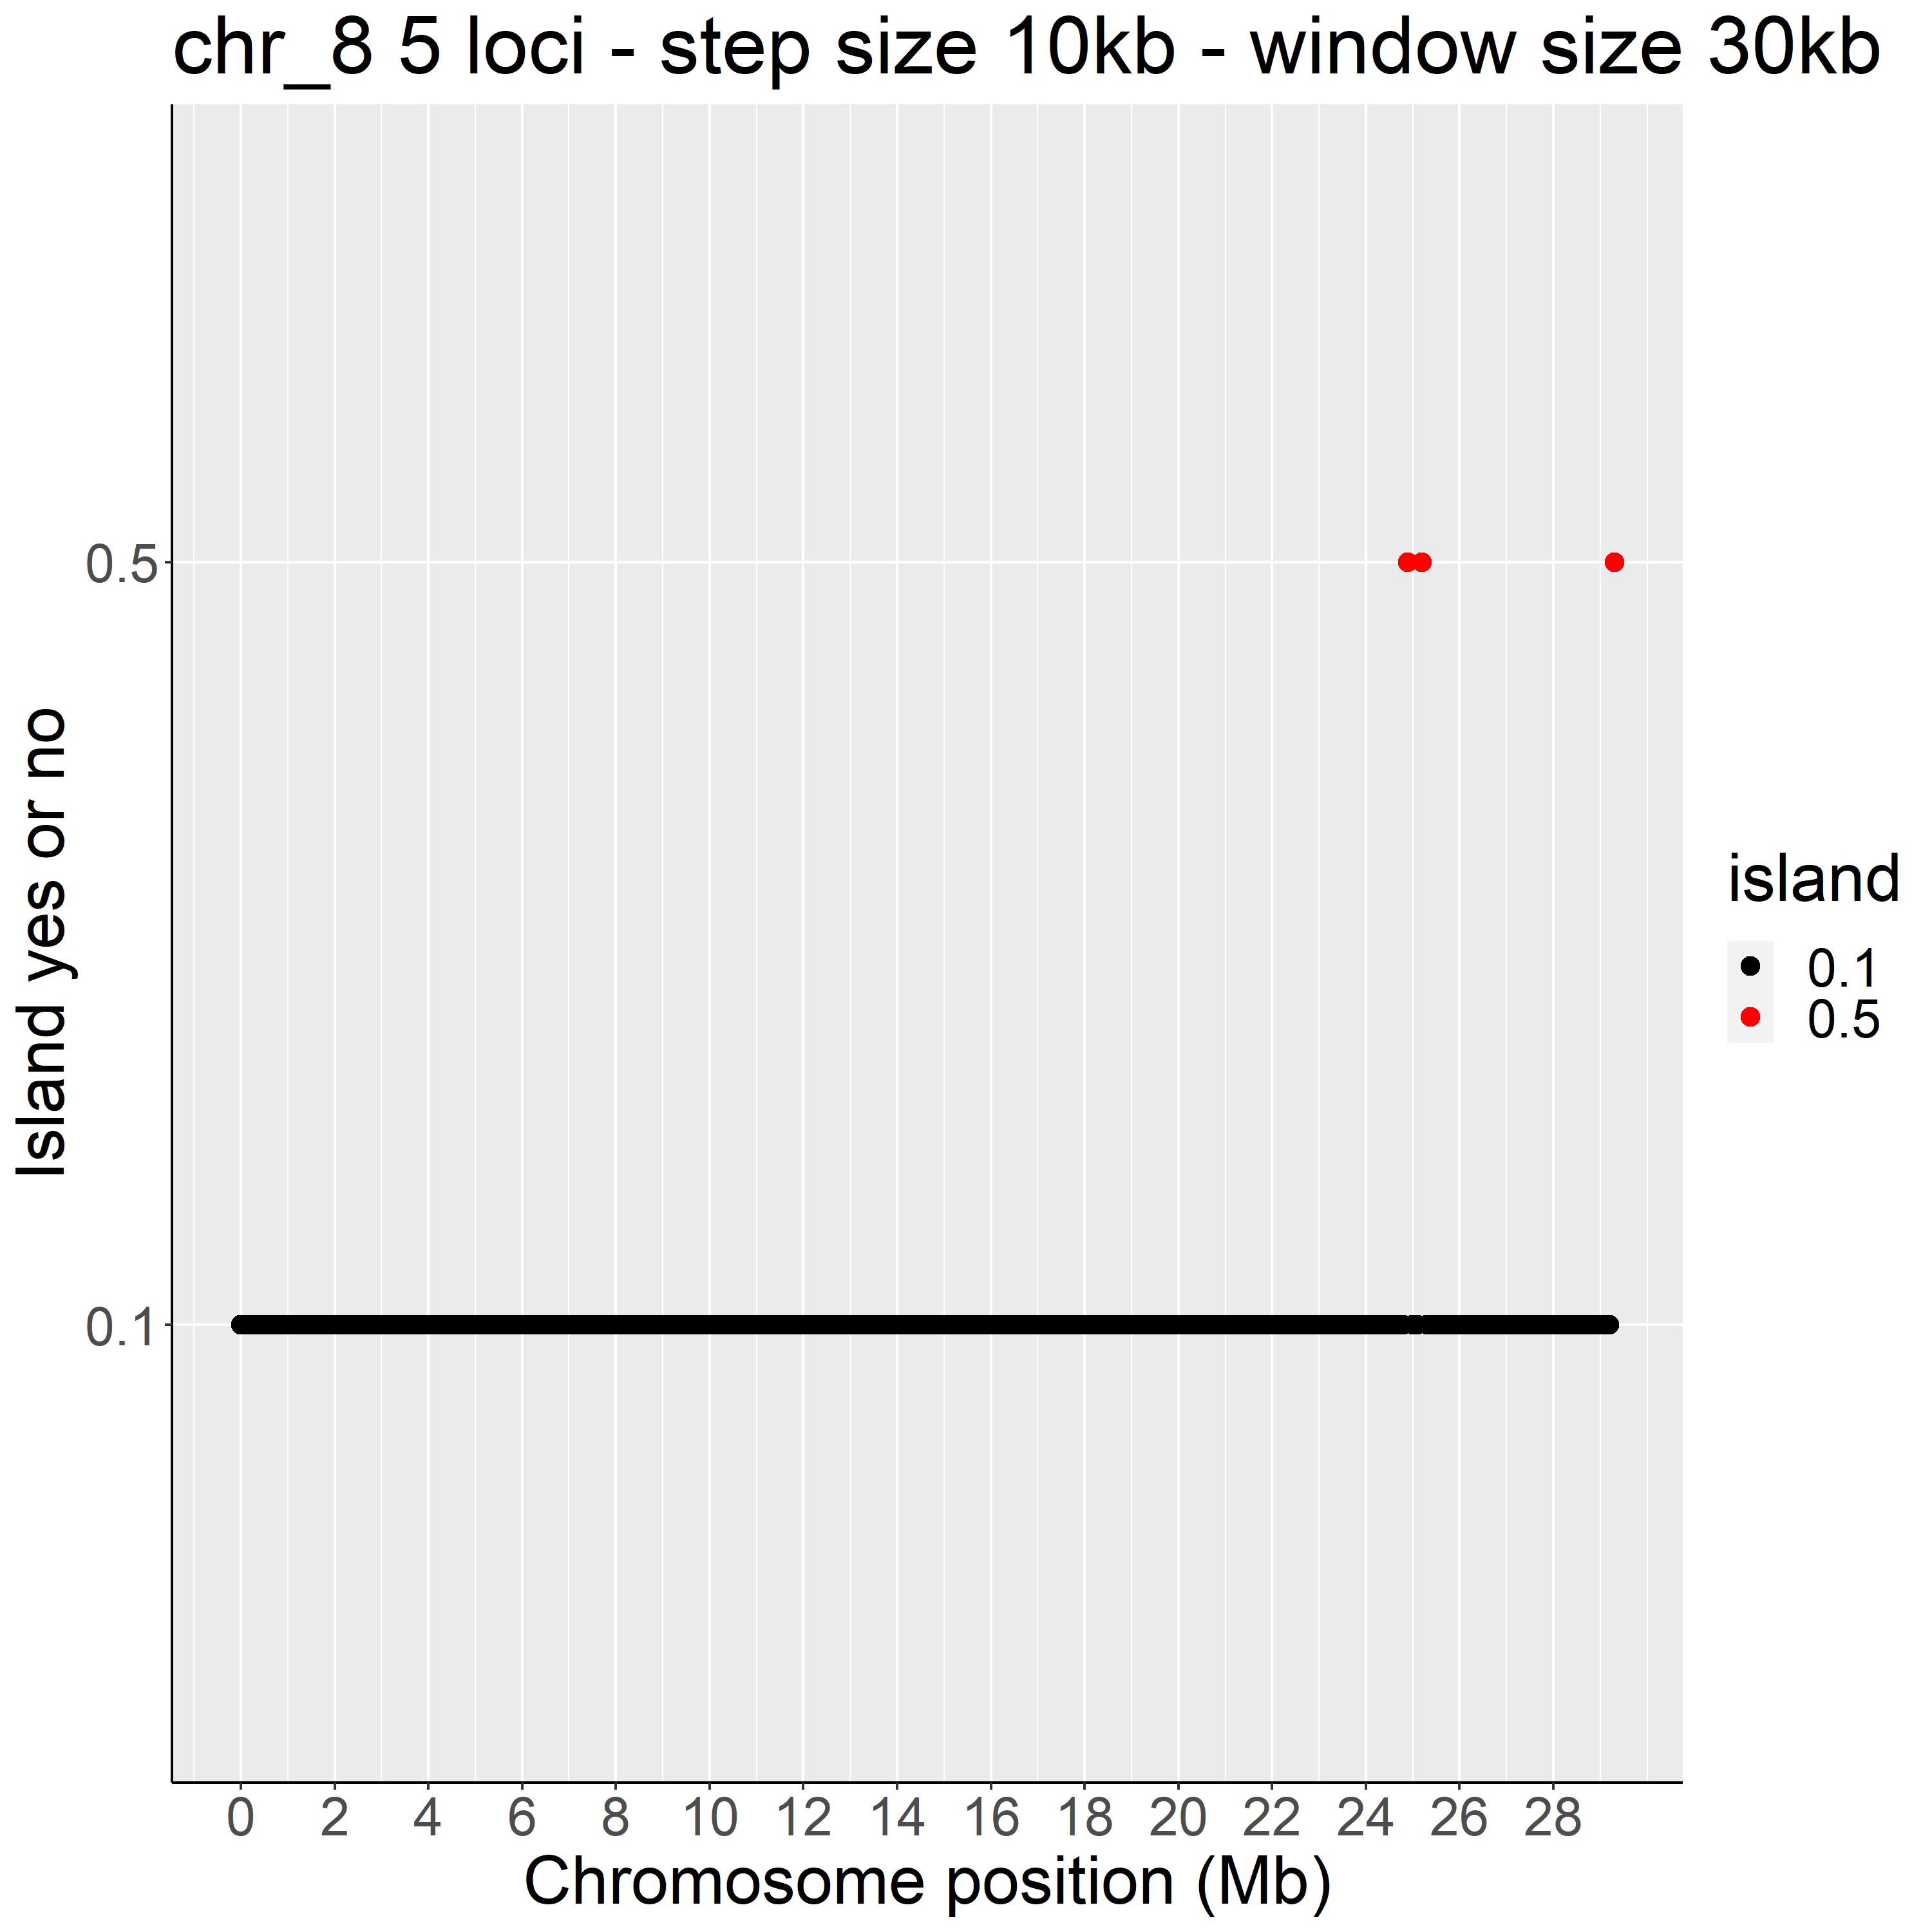 chr_8 5 loci - step size 10kb - window size 30kb
Island yes or no
0.5
0.1
0 2 4 6 8 10 12 14 16 18 20 22 24 26 28
Chromosome position (Mb)
island
0.1
0.5